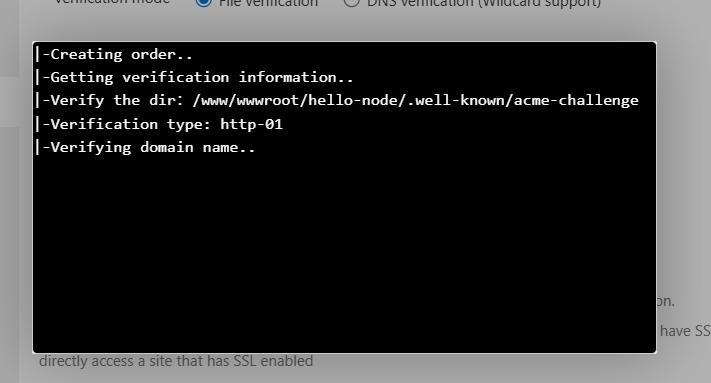 Verification mode File verification DNS verification (Wildcard support)
|-Creating order..
|-Getting verification information..
|-Verify the dir: /www/wwwroot/hello-node/.well-known/acme-challenge
|-Verification type: http-01
|-Verifying domain name..
on.
have SS
directly access a site that has SSL enabled